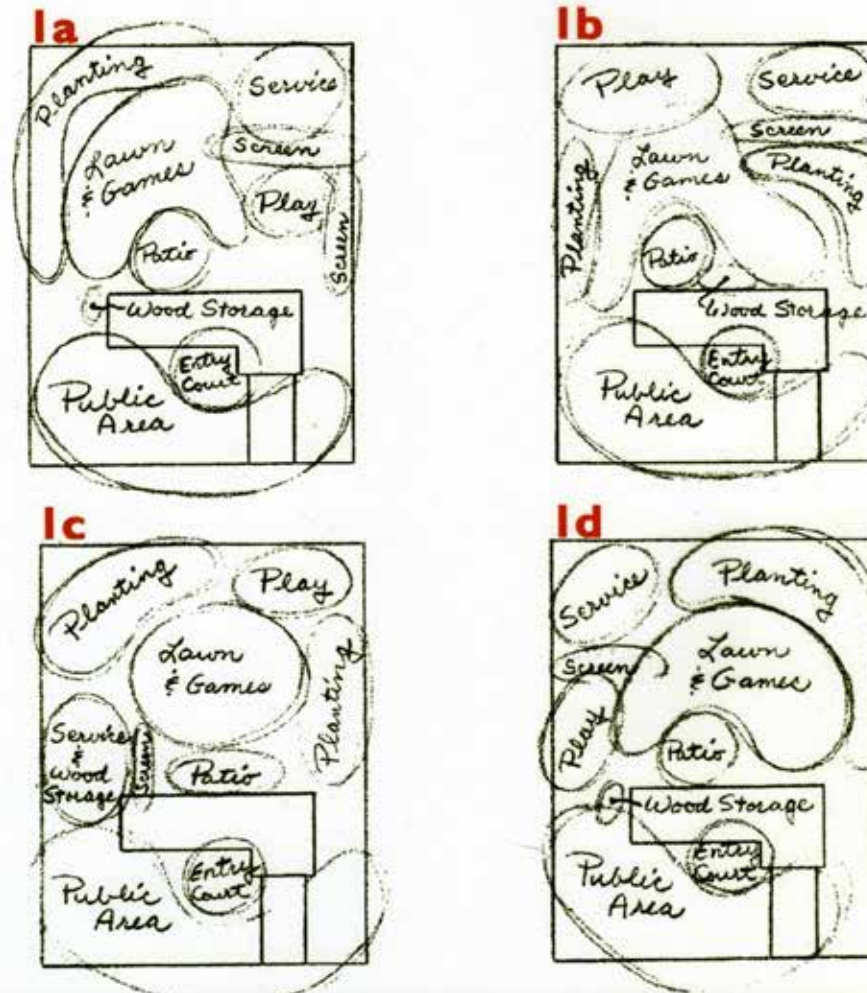 1a
Planting
Service
Lawn
& Games
Screen
Play
Screen
Patio
Wood Storage
Entry
Court
Public
Area
1b
Play
Service
Screen
Planting
Lawn
& Games
Planting
Patio
Wood Storage
Entry
Court
Public
Area
1c
Planting
Play
Lawn
& Games
Planting
Service
& Wood
Storage
Screen
Patio
Entry
Court
Public
Area
1d
Service
Planting
Screen
Lawn
& Games
Play
Patio
Wood Storage
Entry
Court
Public
Area